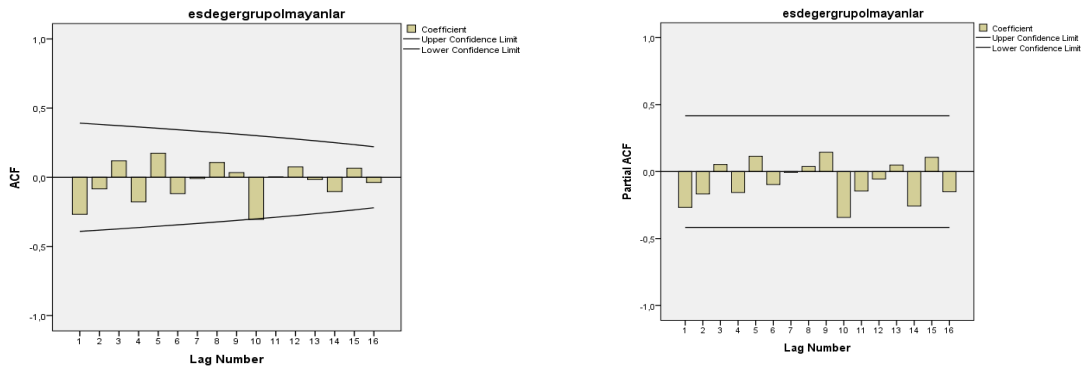 esdegergrupolmayanlar
Coefficient
Upper Confidence Limit
Lower Confidence Limit
1,0
0,5
0,0
-0,5
-1,0
ACF
1 2 3 4 5 6 7 8 9 10 11 12 13 14 15 16
Lag Number
esdegergrupolmayanlar
Coefficient
Upper Confidence Limit
Lower Confidence Limit
1,0
0,5
0,0
-0,5
-1,0
Partial ACF
1 2 3 4 5 6 7 8 9 10 11 12 13 14 15 16
Lag Number